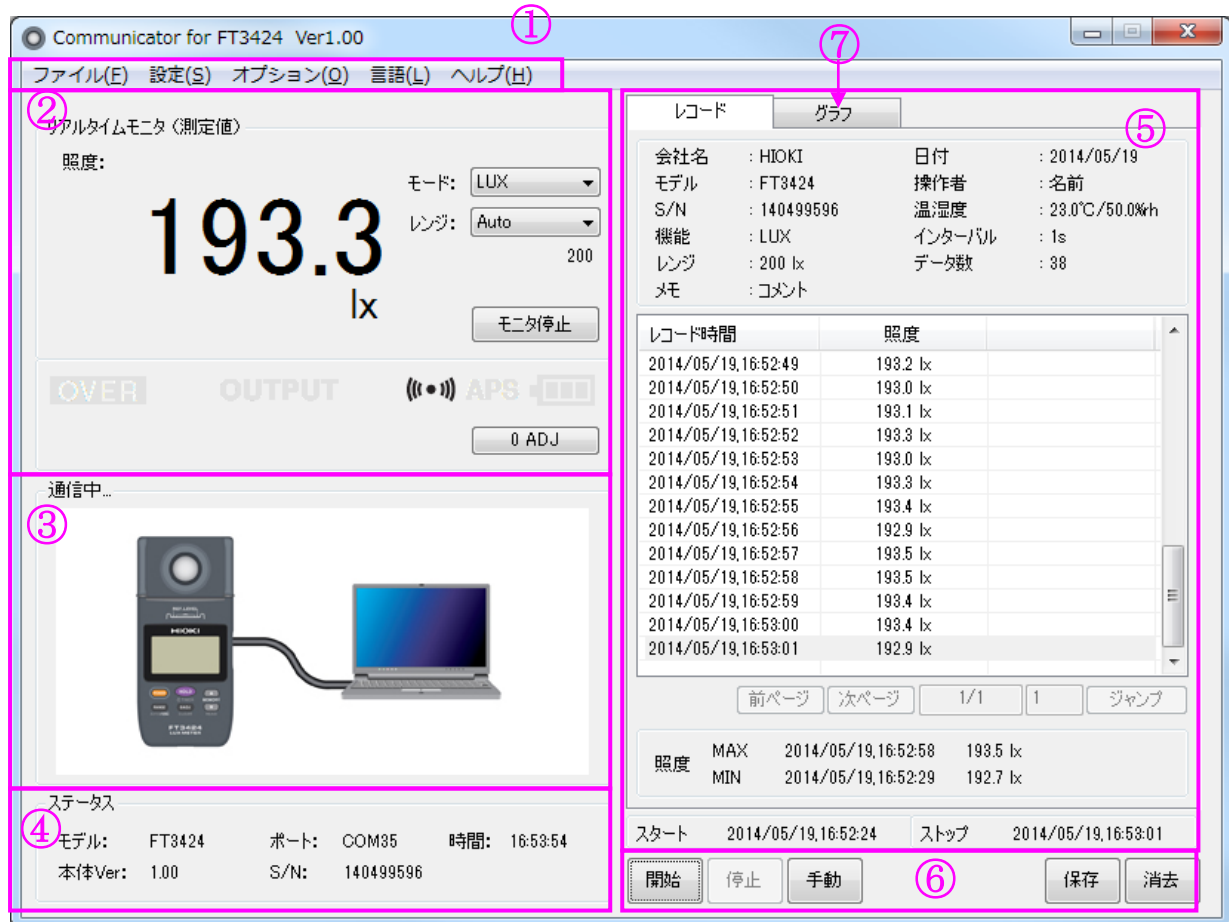 ①
Communicator for FT3424 Ver1.00
ファイル(F) 設定(S) オプション(O) 言語(L) ヘルプ(H)
②
リアルタイムモニタ（測定値）
照度:
193.3
lx
モード: LUX
レンジ: Auto
200
モニタ停止
OVER OUTPUT APS
0 ADJ
③
通信中...
HIOKI
FT3424
LUX METER
④
ステータス
モデル: FT3424 ポート: COM35 時間: 16:53:54
本体Ver: 1.00 S/N: 140499596
⑦
レコード グラフ
⑤
会社名 : HIOKI 日付 : 2014/05/19
モデル : FT3424 操作者 : 名前
S/N : 140499596 温湿度 : 23.0℃/50.0%rh
機能 : LUX インターバル : 1s
レンジ : 200 lx データ数 : 38
メモ : コメント
レコード時間 照度
2014/05/19,16:52:49 193.2 lx
2014/05/19,16:52:50 193.0 lx
2014/05/19,16:52:51 193.1 lx
2014/05/19,16:52:52 193.3 lx
2014/05/19,16:52:53 193.0 lx
2014/05/19,16:52:54 193.3 lx
2014/05/19,16:52:55 193.4 lx
2014/05/19,16:52:56 192.9 lx
2014/05/19,16:52:57 193.5 lx
2014/05/19,16:52:58 193.5 lx
2014/05/19,16:52:59 193.4 lx
2014/05/19,16:53:00 193.4 lx
2014/05/19,16:53:01 192.9 lx
前ページ 次ページ 1/1 1 ジャンプ
照度 MAX 2014/05/19,16:52:58 193.5 lx
MIN 2014/05/19,16:52:29 192.7 lx
スタート 2014/05/19,16:52:24 ストップ 2014/05/19,16:53:01
開始 停止 手動 ⑥ 保存 消去